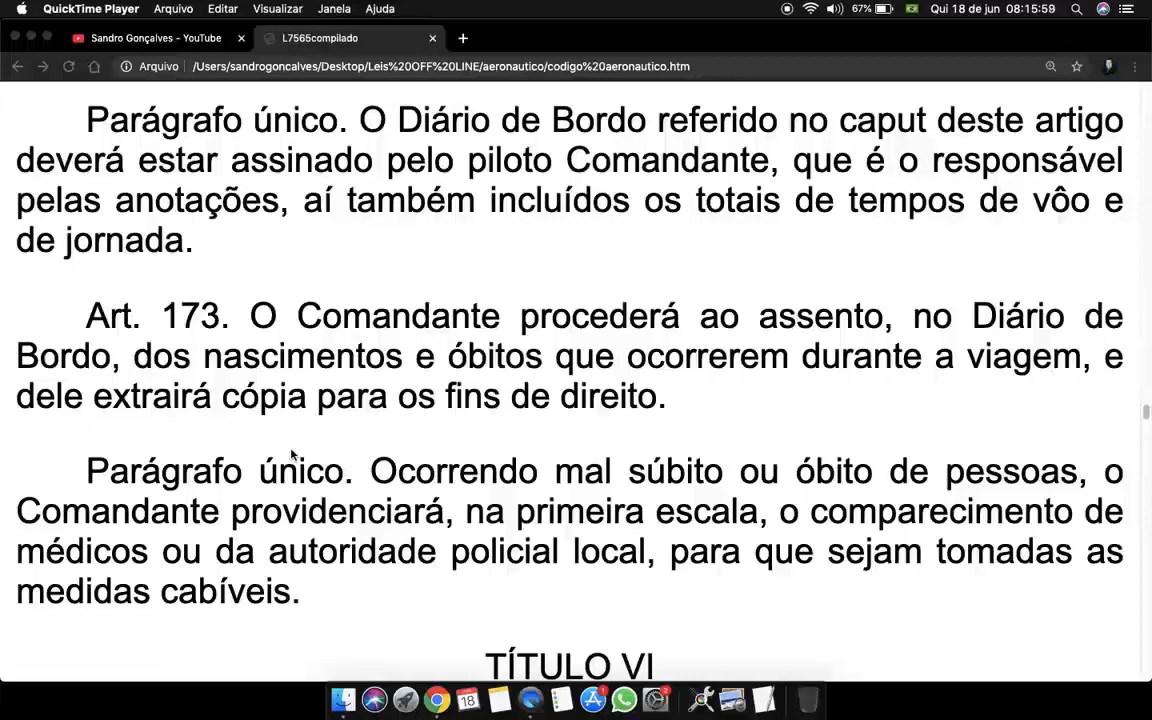 QuickTime Player Arquivo Editar Visualizar Janela Ajuda 67% Qui 18 de jun 08:15:59
Sandro Gonçalves - YouTube L7565compilado
Arquivo /Users/sandrogoncalves/Desktop/Leis%20OFF%20LINE/aeronautico/codigo%20aeronautico.htm
Parágrafo único. O Diário de Bordo referido no caput deste artigo
deverá estar assinado pelo piloto Comandante, que é o responsável
pelas anotações, aí também incluídos os totais de tempos de vôo e
de jornada.
Art. 173. O Comandante procederá ao assento, no Diário de
Bordo, dos nascimentos e óbitos que ocorrerem durante a viagem, e
dele extrairá cópia para os fins de direito.
Parágrafo único. Ocorrendo mal súbito ou óbito de pessoas, o
Comandante providenciará, na primeira escala, o comparecimento de
médicos ou da autoridade policial local, para que sejam tomadas as
medidas cabíveis.
TÍTULO VI
18